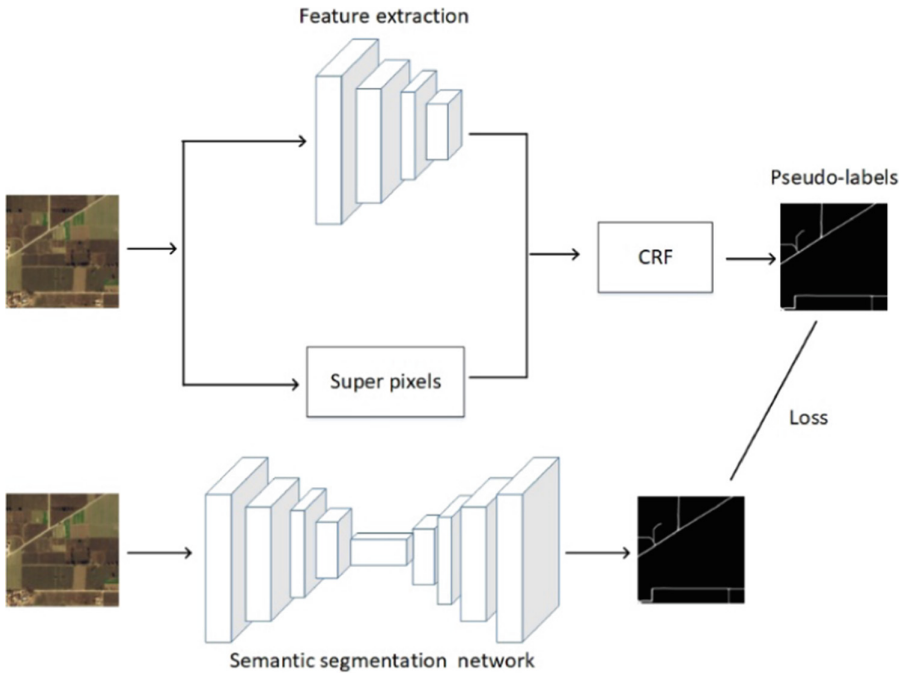 Feature extraction
Pseudo-labels
CRF
Super pixels
Loss
Semantic segmentation network